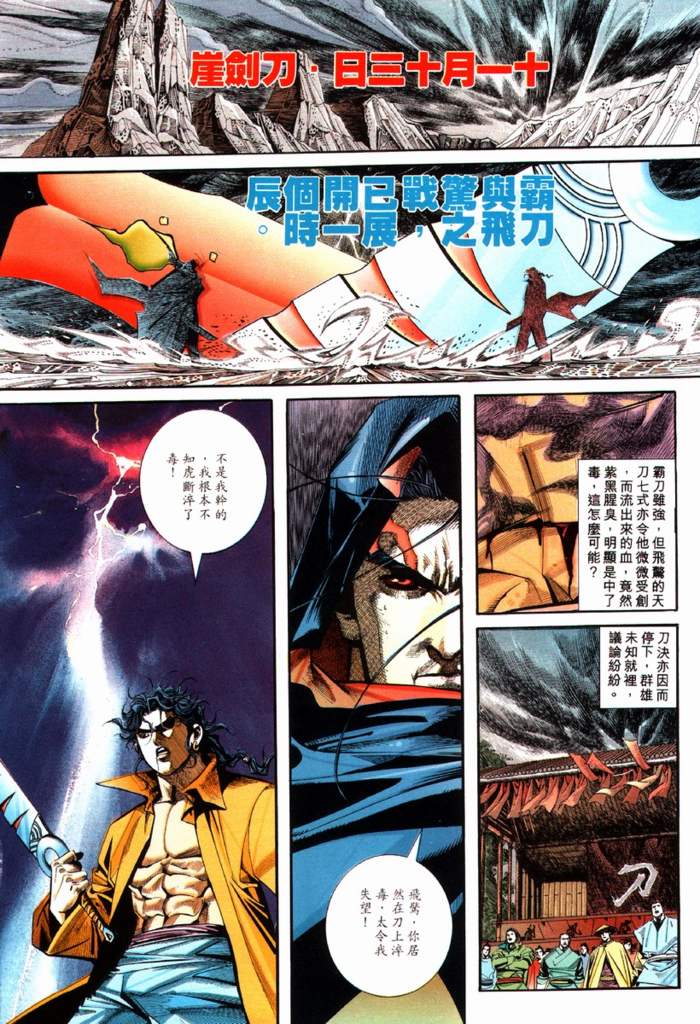 十一月十三日．刀劍崖
霸刀
與飛
驚之
戰，
已展
開一
個時
辰。
霸刀雖強，但飛驚的天
刀七式亦令他微微受創
，而流出來的血，竟然
紫黑腥臭，明顯是中了
毒，這怎麼可能？
刀決亦因而
停下，群雄
未知就裡，
議論紛紛。
刀
飛驚，你居
然在刀上淬
毒，太令我
失望！
不是我幹的
，我根本不
知虎斷淬了
毒！